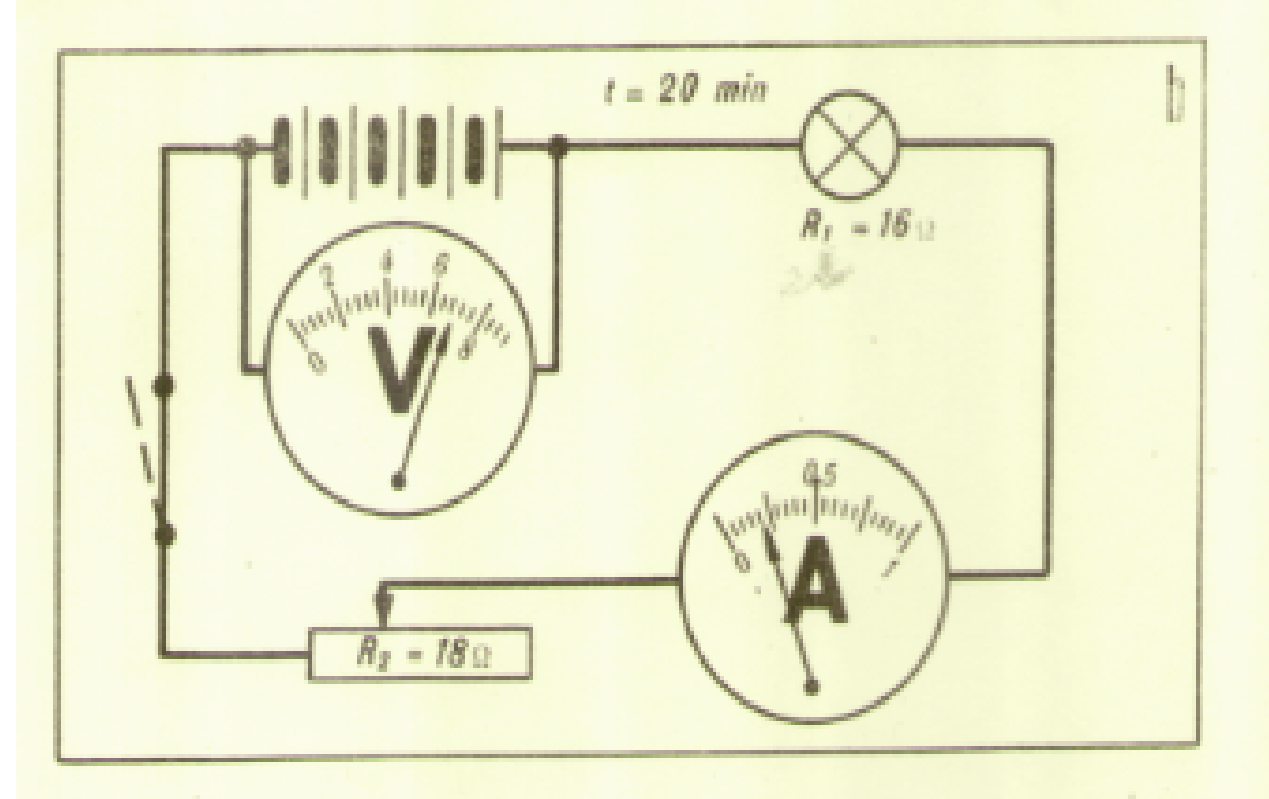 t = 20 min
b
R₁ = 16 Ω
0 2 4 6 8
V
0 0,5 1
A
R₂ = 18 Ω